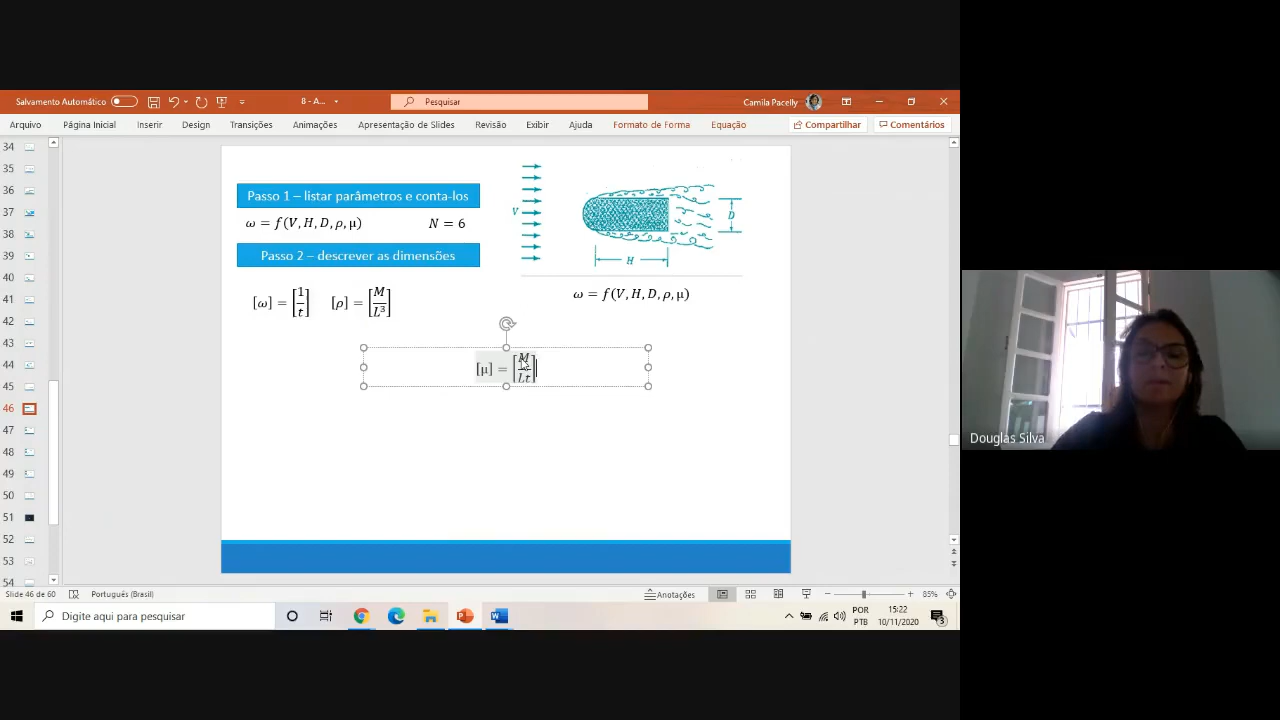 Salvamento Automático
8 - A...
Pesquisar
Camila Pacelly
Arquivo Página Inicial Inserir Design Transições Animações Apresentação de Slides Revisão Exibir Ajuda Formato de Forma Equação Compartilhar Comentários
34
35
36
37
38
39
40
41
42
43
44
45
46
47
48
49
50
51
52
53
54
Passo 1 – listar parâmetros e conta-los
ω = f(V, H, D, ρ, μ) N = 6
Passo 2 – descrever as dimensões
[ω] = [1/t] [ρ] = [M/L³]
V
D
H
ω = f(V, H, D, ρ, μ)
[μ] = [M/Lt]
Douglas Silva
Slide 46 de 60 Português (Brasil) Anotações 85%
Digite aqui para pesquisar
POR
PTB
15:22
10/11/2020
3